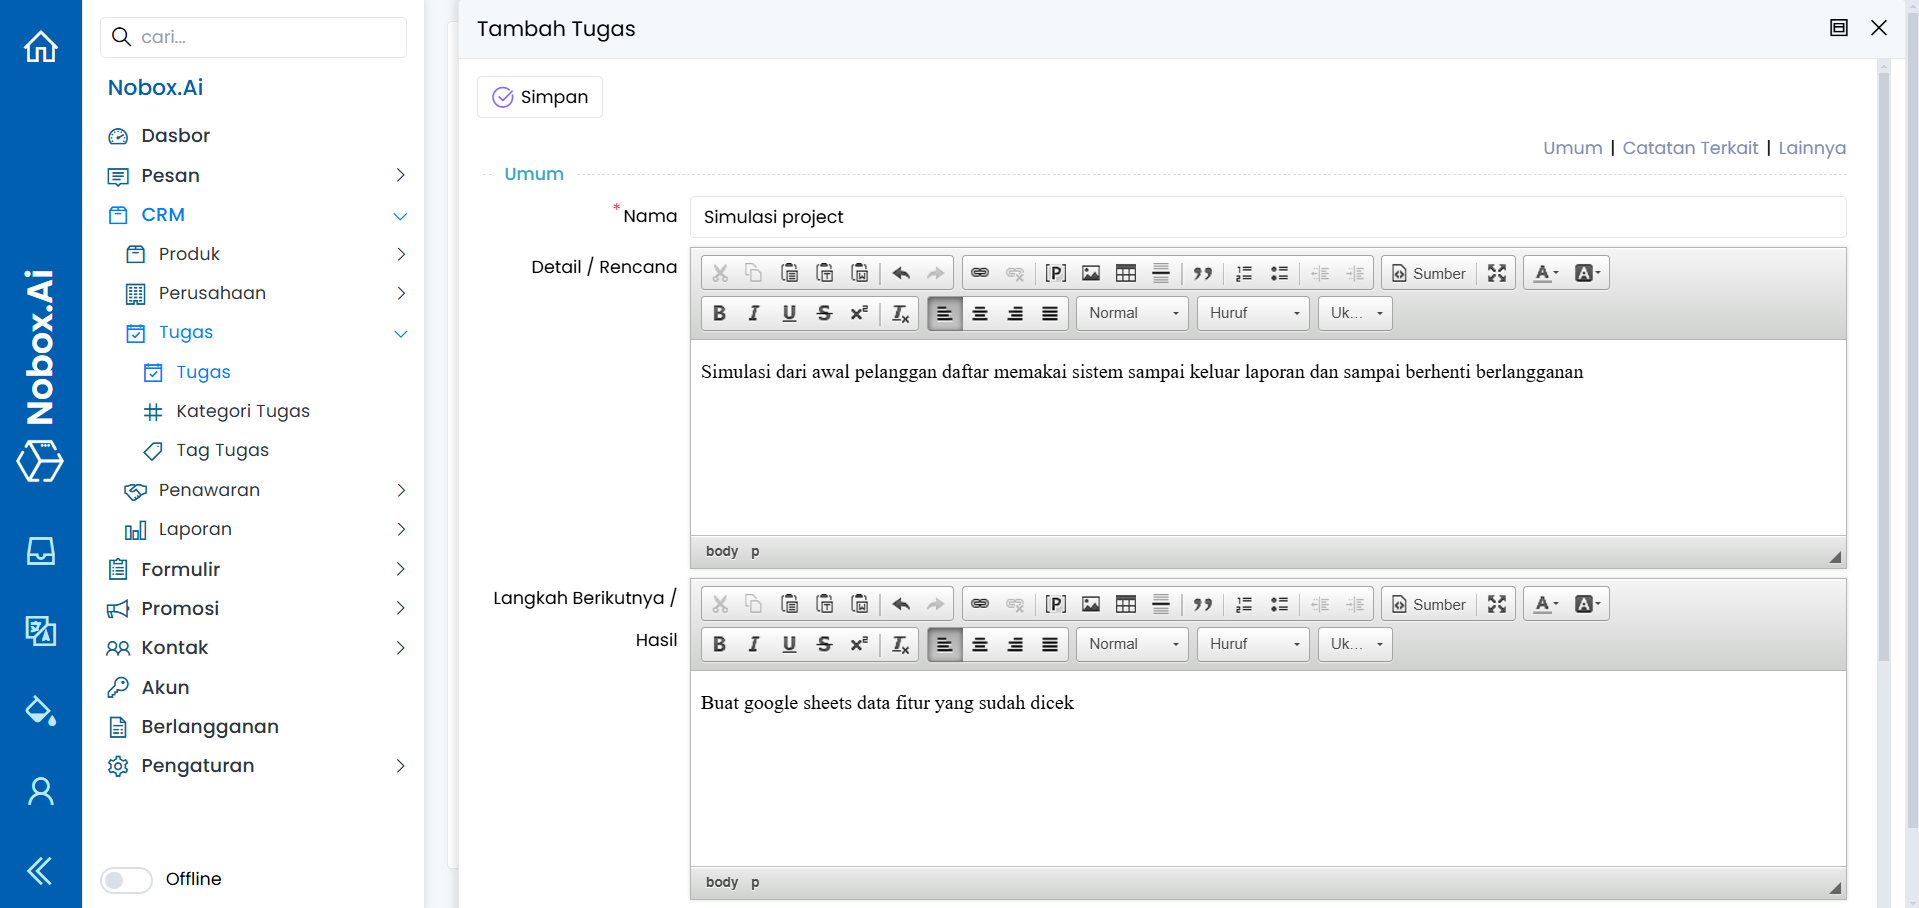 Nobox.Ai
cari...
Nobox.Ai
Dasbor
Pesan
CRM
Produk
Perusahaan
Tugas
Tugas
Kategori Tugas
Tag Tugas
Penawaran
Laporan
Formulir
Promosi
Kontak
Akun
Berlangganan
Pengaturan
Offline
Tambah Tugas
Simpan
Umum | Catatan Terkait | Lainnya
Umum
*Nama
Simulasi project
Detail / Rencana
Sumber
Normal
Huruf
Uk...
Simulasi dari awal pelanggan daftar memakai sistem sampai keluar laporan dan sampai berhenti berlangganan
body p
Langkah Berikutnya /
Hasil
Sumber
Normal
Huruf
Uk...
Buat google sheets data fitur yang sudah dicek
body p